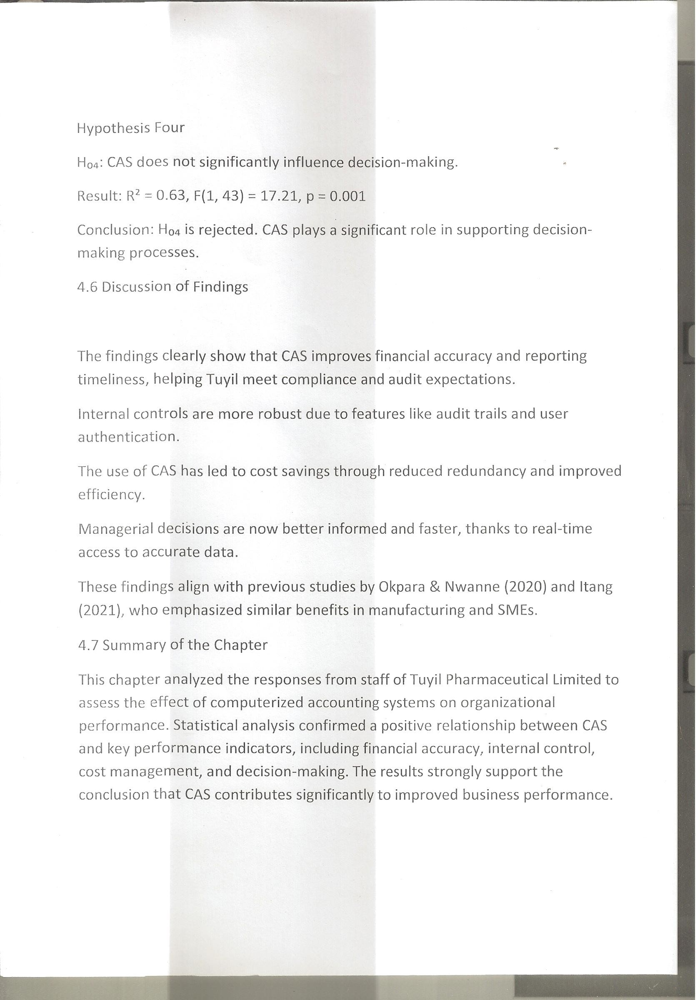 Hypothesis Four
H₀₄: CAS does not significantly influence decision-making.
Result: R² = 0.63, F(1, 43) = 17.21, p = 0.001
Conclusion: H₀₄ is rejected. CAS plays a significant role in supporting decision-
making processes.
4.6 Discussion of Findings
The findings clearly show that CAS improves financial accuracy and reporting
timeliness, helping Tuyil meet compliance and audit expectations.
Internal controls are more robust due to features like audit trails and user
authentication.
The use of CAS has led to cost savings through reduced redundancy and improved
efficiency.
Managerial decisions are now better informed and faster, thanks to real-time
access to accurate data.
These findings align with previous studies by Okpara & Nwanne (2020) and Itang
(2021), who emphasized similar benefits in manufacturing and SMEs.
4.7 Summary of the Chapter
This chapter analyzed the responses from staff of Tuyil Pharmaceutical Limited to
assess the effect of computerized accounting systems on organizational
performance. Statistical analysis confirmed a positive relationship between CAS
and key performance indicators, including financial accuracy, internal control,
cost management, and decision-making. The results strongly support the
conclusion that CAS contributes significantly to improved business performance.